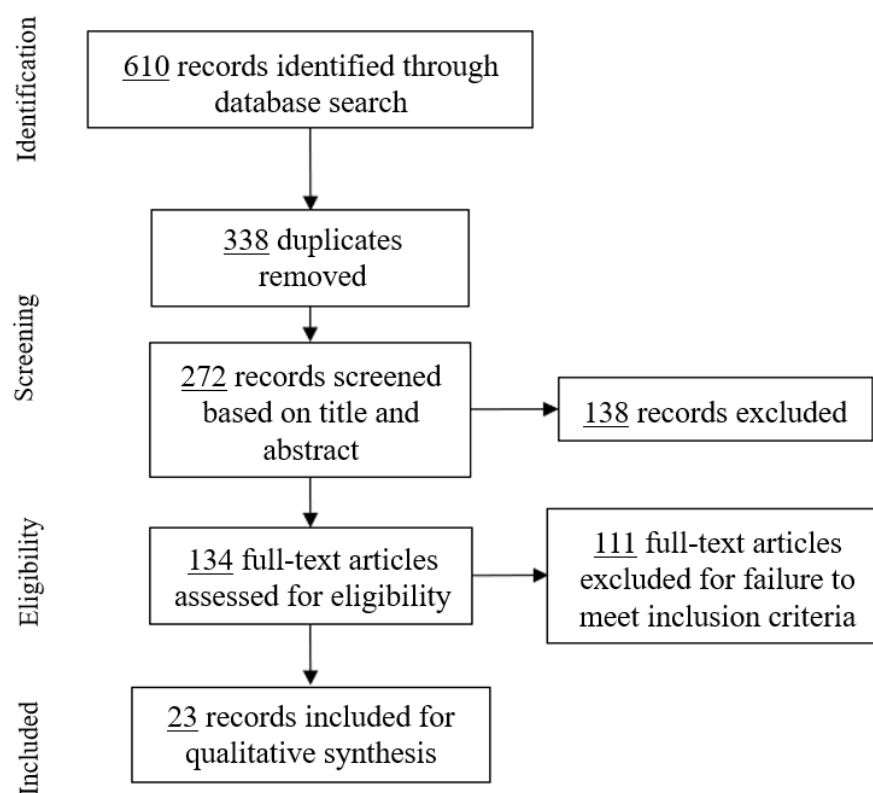 Identification
610 records identified through
database search
338 duplicates
removed
Screening
272 records screened
based on title and
abstract
138 records excluded
Eligibility
134 full-text articles
assessed for eligibility
111 full-text articles
excluded for failure to
meet inclusion criteria
Included
23 records included for
qualitative synthesis